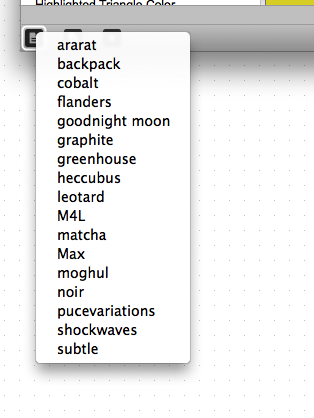 Highlighted Triangle Color
ararat
backpack
cobalt
flanders
goodnight moon
graphite
greenhouse
heccubus
leotard
M4L
matcha
Max
moghul
noir
pucevariations
shockwaves
subtle